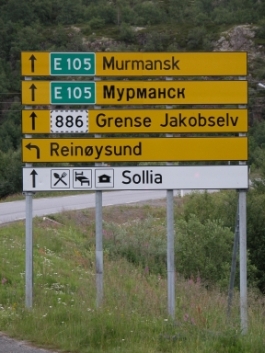 E 105 Murmansk
E 105 Мурманск
886 Grense Jakobselv
Reinøysund
Sollia